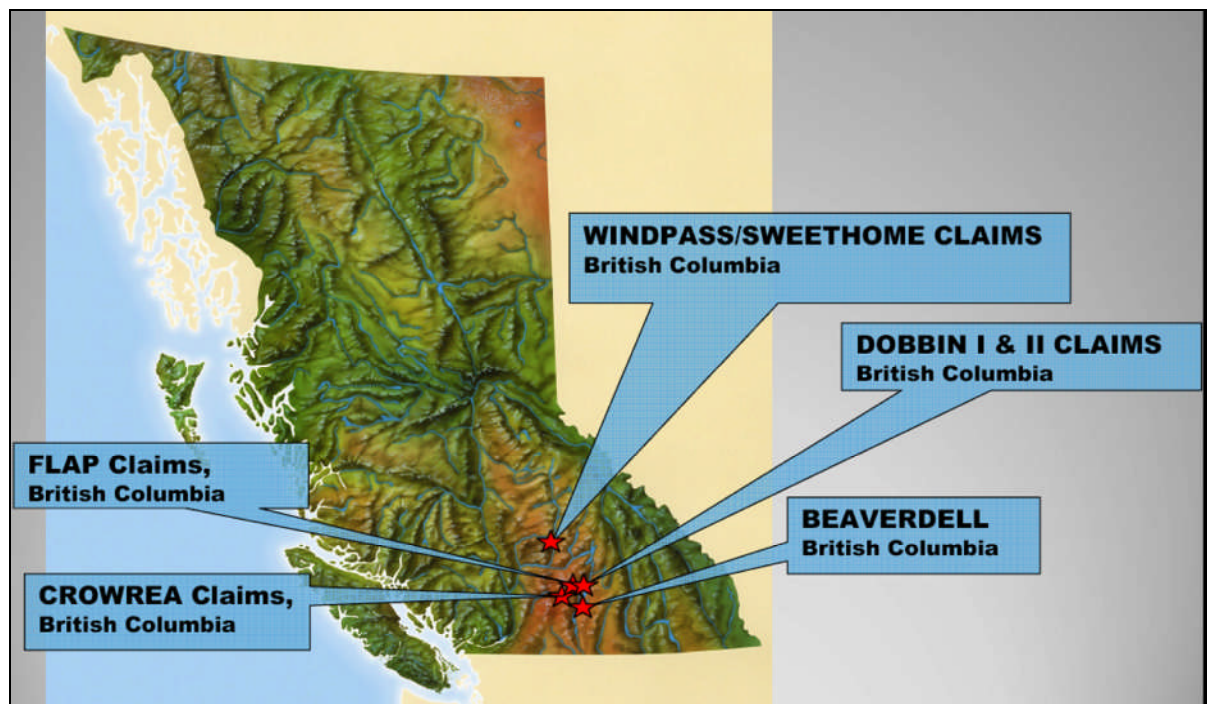 WINDPASS/SWEETHOME CLAIMS
British Columbia
DOBBIN I & II CLAIMS
British Columbia
FLAP Claims,
British Columbia
BEAVERDELL
British Columbia
CROWREA Claims,
British Columbia